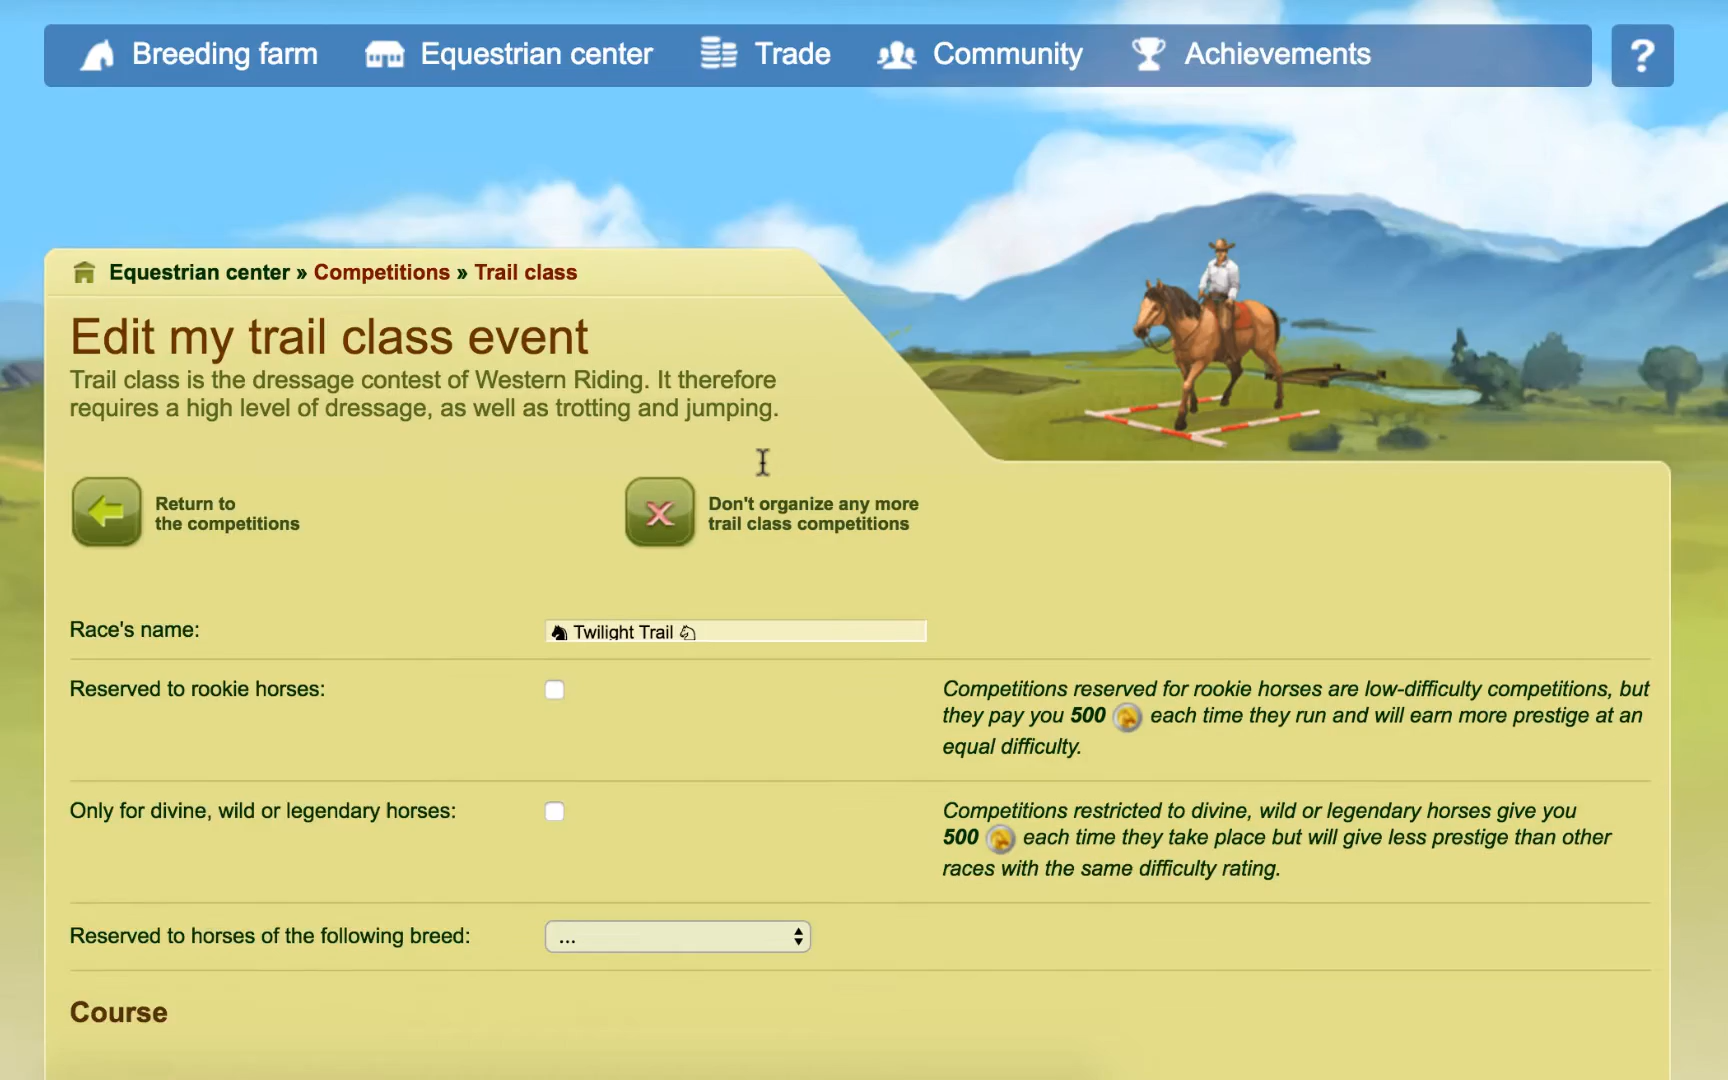 Breeding farm Equestrian center Trade Community Achievements ?
Equestrian center » Competitions » Trail class
Edit my trail class event
Trail class is the dressage contest of Western Riding. It therefore
requires a high level of dressage, as well as trotting and jumping.
Return to
the competitions
Don't organize any more
trail class competitions
Race's name:
♞ Twilight Trail ♘
Reserved to rookie horses:
Competitions reserved for rookie horses are low-difficulty competitions, but
they pay you 500 each time they run and will earn more prestige at an
equal difficulty.
Only for divine, wild or legendary horses:
Competitions restricted to divine, wild or legendary horses give you
500 each time they take place but will give less prestige than other
races with the same difficulty rating.
Reserved to horses of the following breed:
...
Course